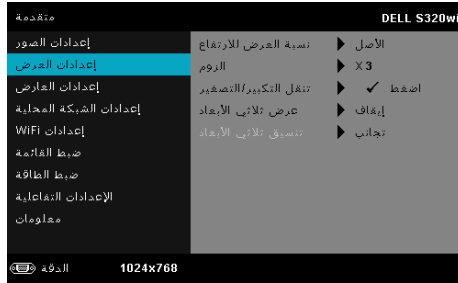 متقدمة
DELL S320wi
إعدادات الصور
إعدادات العرض
إعدادات العارض
إعدادات الشبكة المحلية
إعدادات WiFi
ضبط القائمة
ضبط الطاقة
الإعدادات التفاعلية
معلومات
نسبة العرض للارتفاع الأصل
الزوم X 3
تنقل التكبير/التصغير اضغط
عرض ثلاثي الأبعاد إيقاف
تنسيق ثلاثي الأبعاد تجانب
الدقة 1024x768